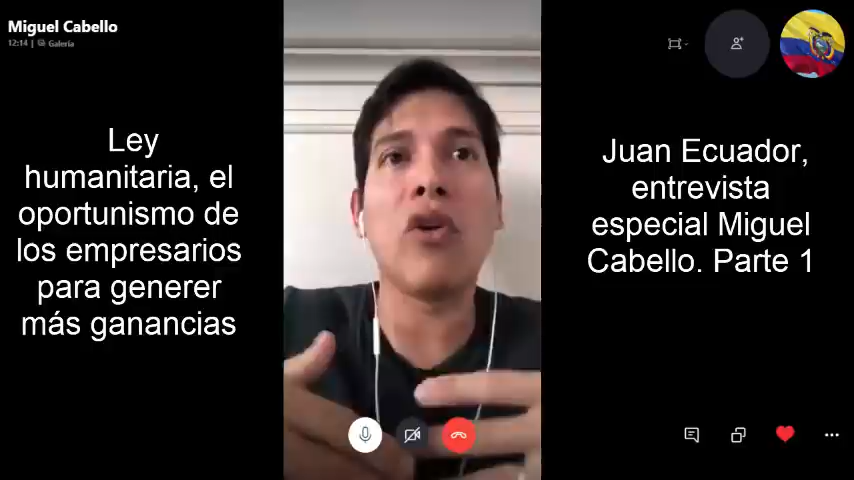 Miguel Cabello
12:14 | Galería
Ley
humanitaria, el
oportunismo de
los empresarios
para generer
más ganancias
Juan Ecuador,
entrevista
especial Miguel
Cabello. Parte 1